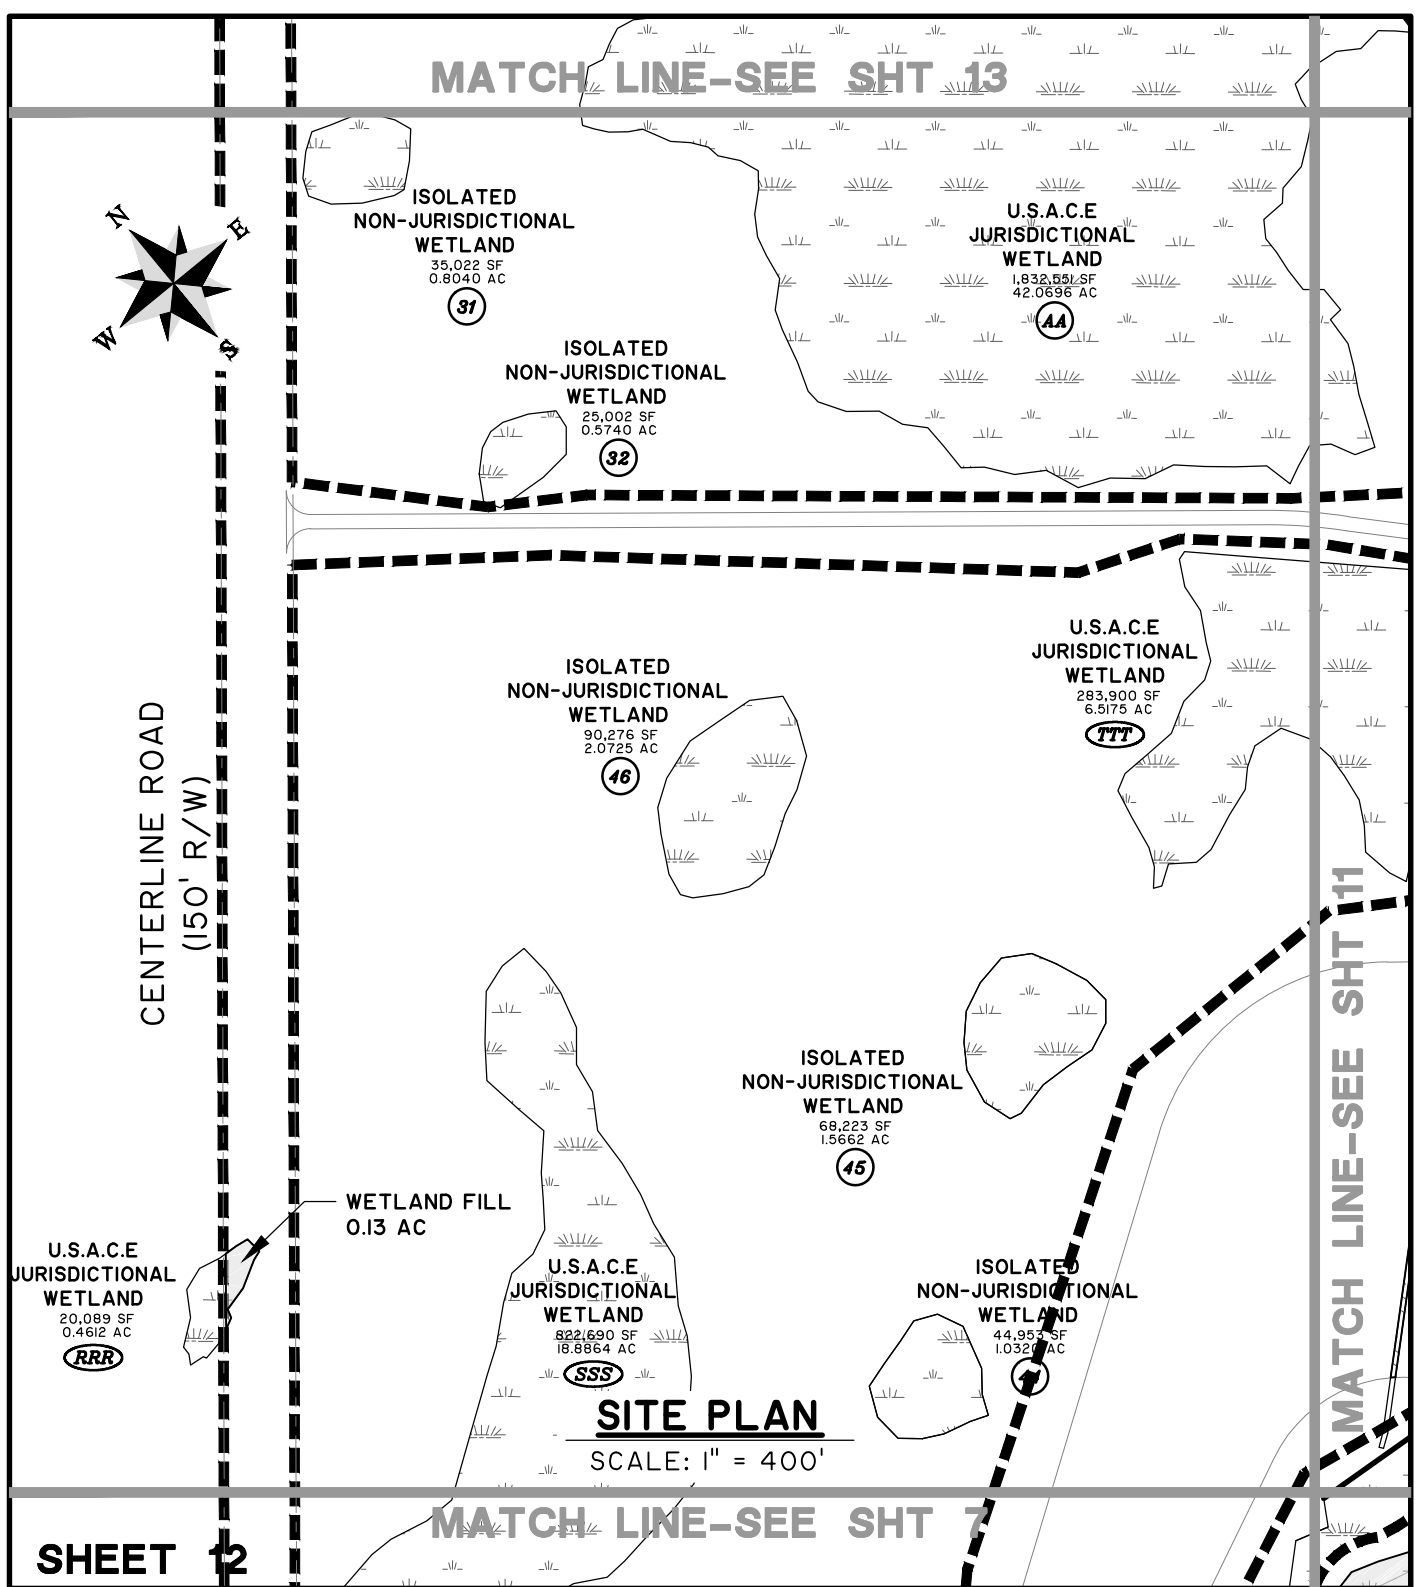 MATCH LINE-SEE SHT 13
N
E
W
S
ISOLATED
NON-JURISDICTIONAL
WETLAND
35,022 SF
0.8040 AC
31
U.S.A.C.E
JURISDICTIONAL
WETLAND
1,832,551 SF
42.0696 AC
AA
ISOLATED
NON-JURISDICTIONAL
WETLAND
25,002 SF
0.5740 AC
32
U.S.A.C.E
JURISDICTIONAL
WETLAND
283,900 SF
6.5175 AC
TTT
ISOLATED
NON-JURISDICTIONAL
WETLAND
90,276 SF
2.0725 AC
46
CENTERLINE ROAD
(150' R/W)
MATCH LINE-SEE SHT 11
ISOLATED
NON-JURISDICTIONAL
WETLAND
68,223 SF
1.5662 AC
45
WETLAND FILL
0.13 AC
U.S.A.C.E
JURISDICTIONAL
WETLAND
20,089 SF
0.4612 AC
RRR
U.S.A.C.E
JURISDICTIONAL
WETLAND
822,690 SF
18.8864 AC
SSS
ISOLATED
NON-JURISDICTIONAL
WETLAND
44,953 SF
1.0320 AC
SITE PLAN
SCALE: 1" = 400'
MATCH LINE-SEE SHT 7
SHEET 12